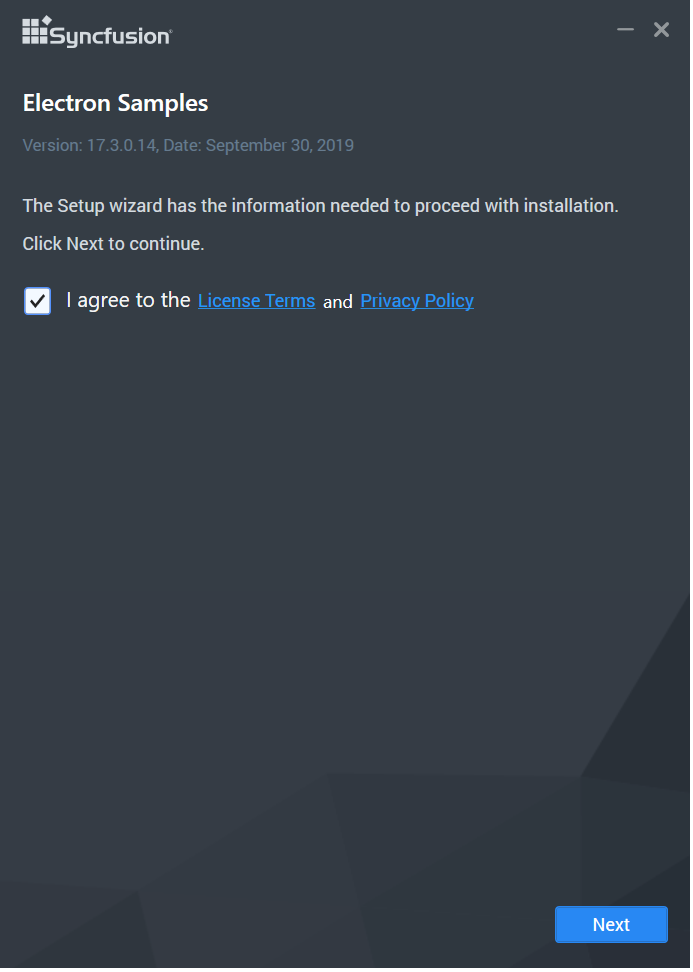 Syncfusion®
Electron Samples
Version: 17.3.0.14, Date: September 30, 2019
The Setup wizard has the information needed to proceed with installation.
Click Next to continue.
I agree to the License Terms and Privacy Policy
Next